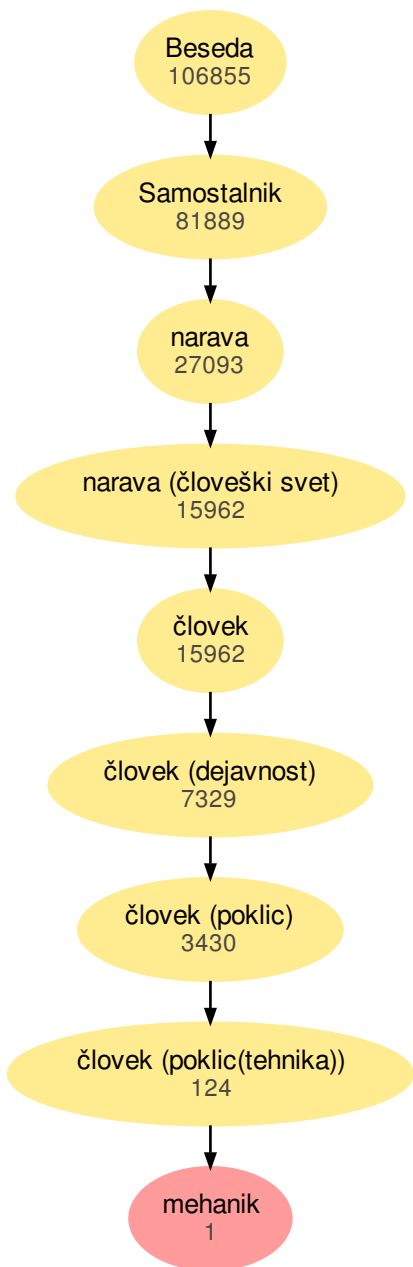 Beseda
106855
Samostalnik
81889
narava
27093
narava (človeški svet)
15962
človek
15962
človek (dejavnost)
7329
človek (poklic)
3430
človek (poklic(tehnika))
124
mehanik
1